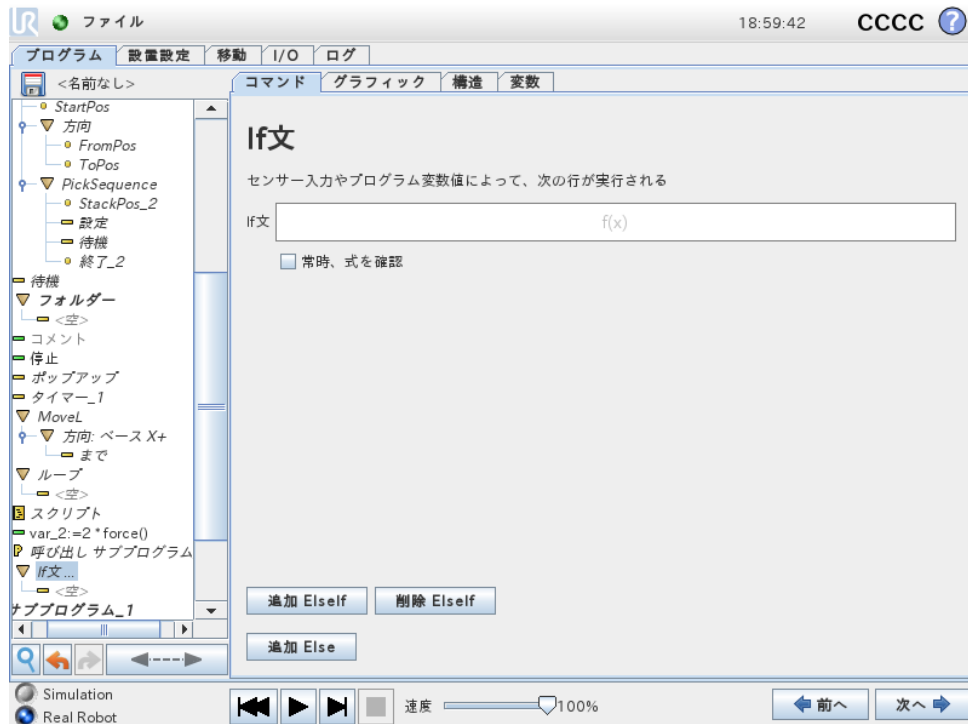 UR ファイル 18:59:42 CCCC ?
プログラム 設置設定 移動 I/O ログ
<名前なし>
コマンド グラフィック 構造 変数
StartPos
方向
FromPos
ToPos
PickSequence
StackPos_2
設定
待機
終了_2
待機
フォルダー
<空>
コメント
停止
ポップアップ
タイマー_1
MoveL
方向: ベース X+
まで
ループ
<空>
スクリプト
var_2:=2 * force()
呼び出し サブプログラム
If文 ...
<空>
サブプログラム_1
If文
センサー入力やプログラム変数値によって、次の行が実行される
If文 f(x)
常時、式を確認
追加 ElseIf 削除 ElseIf
追加 Else
Simulation
Real Robot
速度 100%
前へ 次へ